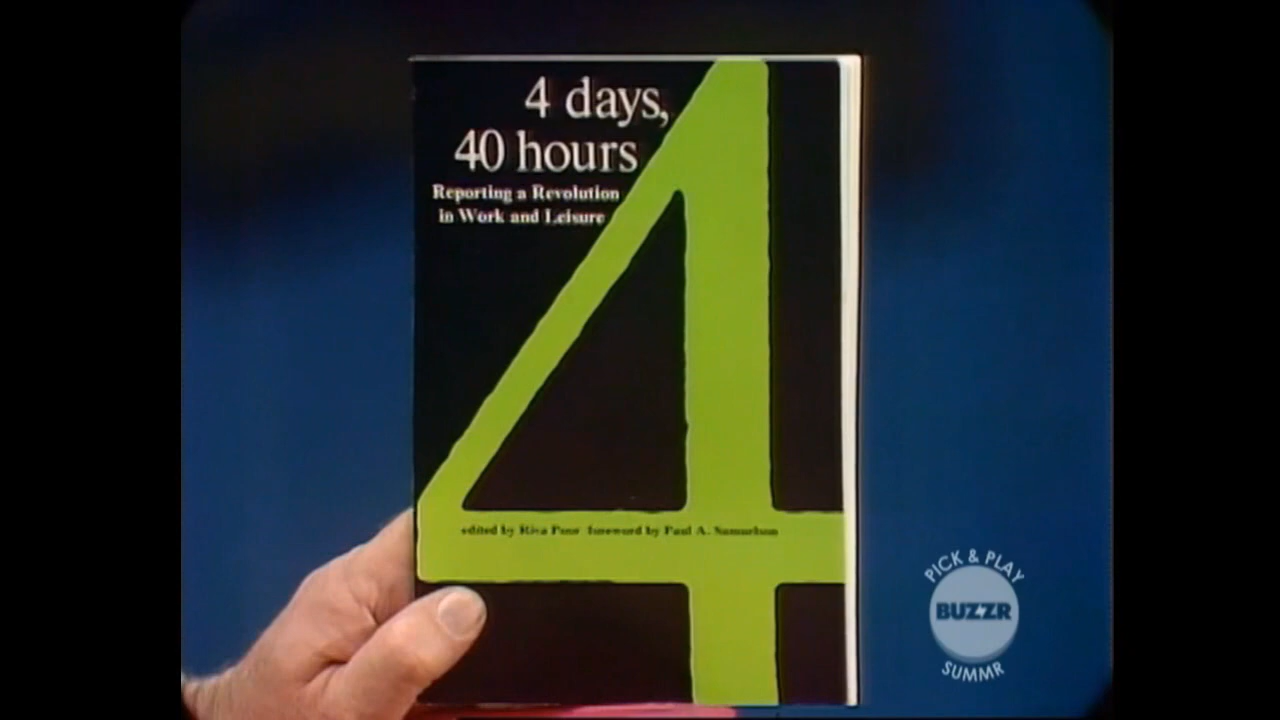 4 days,
40 hours
Reporting a Revolution
in Work and Leisure
edited by Riva Poor foreword by Paul A. Samuelson
PICK & PLAY
BUZZR
SUMMR